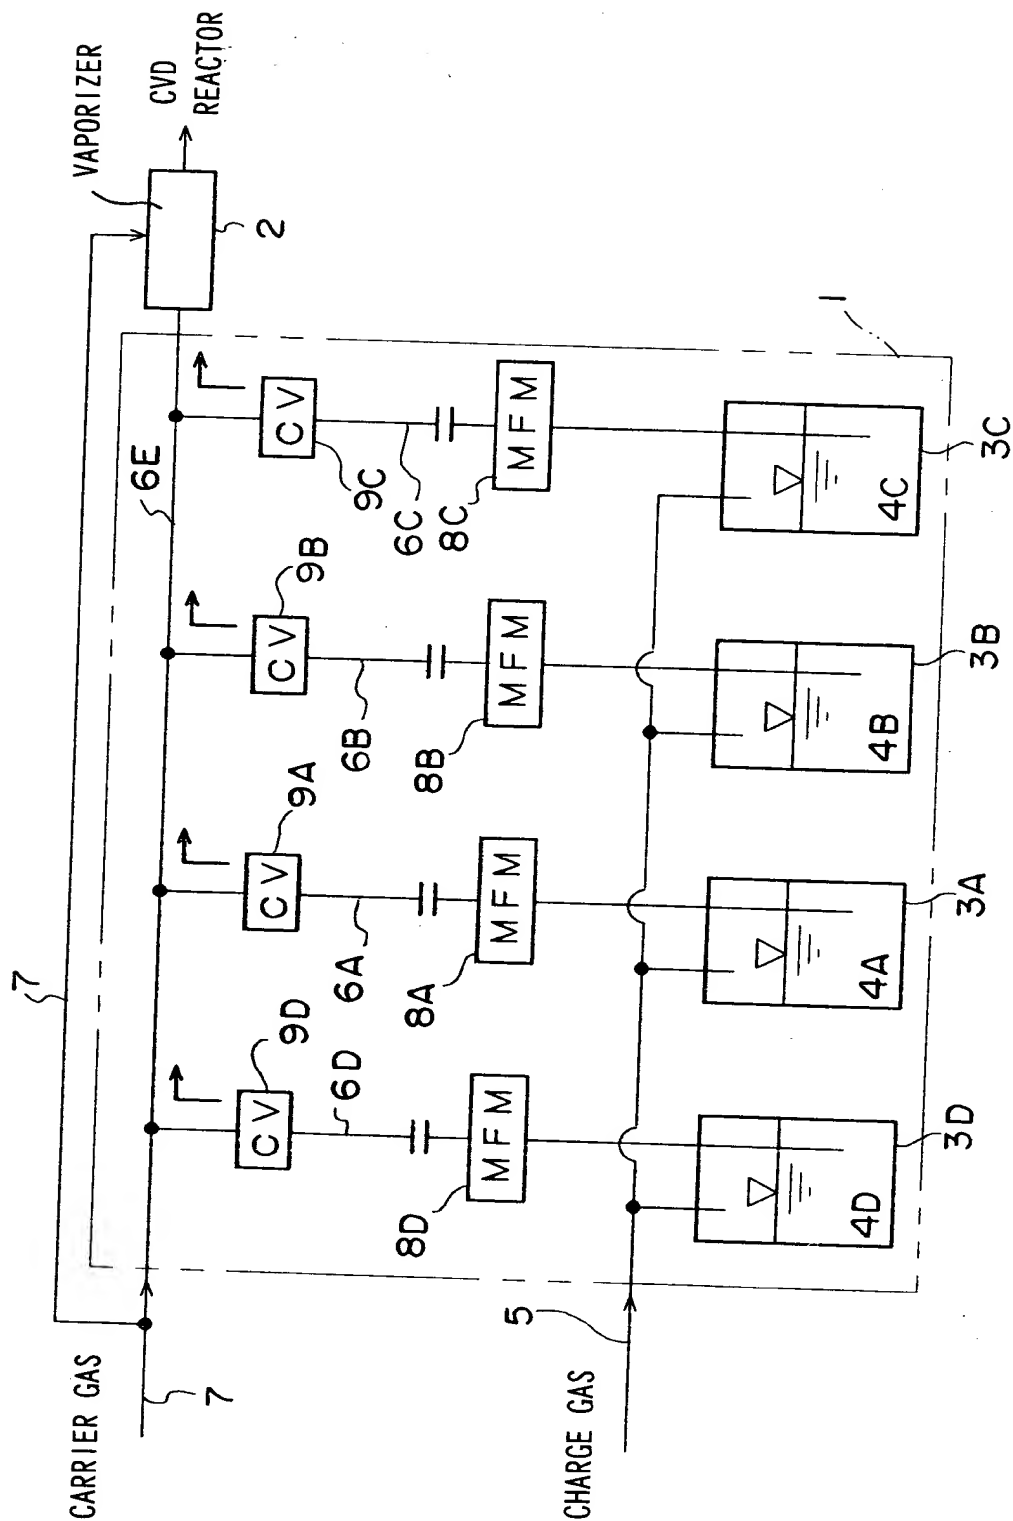 VAPORIZER
CVD
REACTOR
2
1
7
6E
CV
9C
6C
8C
MFM
4C
3C
CV
9B
6B
8B
MFM
4B
3B
CV
9A
6A
8A
MFM
4A
3A
CV
9D
6D
8D
MFM
4D
3D
CARRIER GAS
7
CHARGE GAS
5